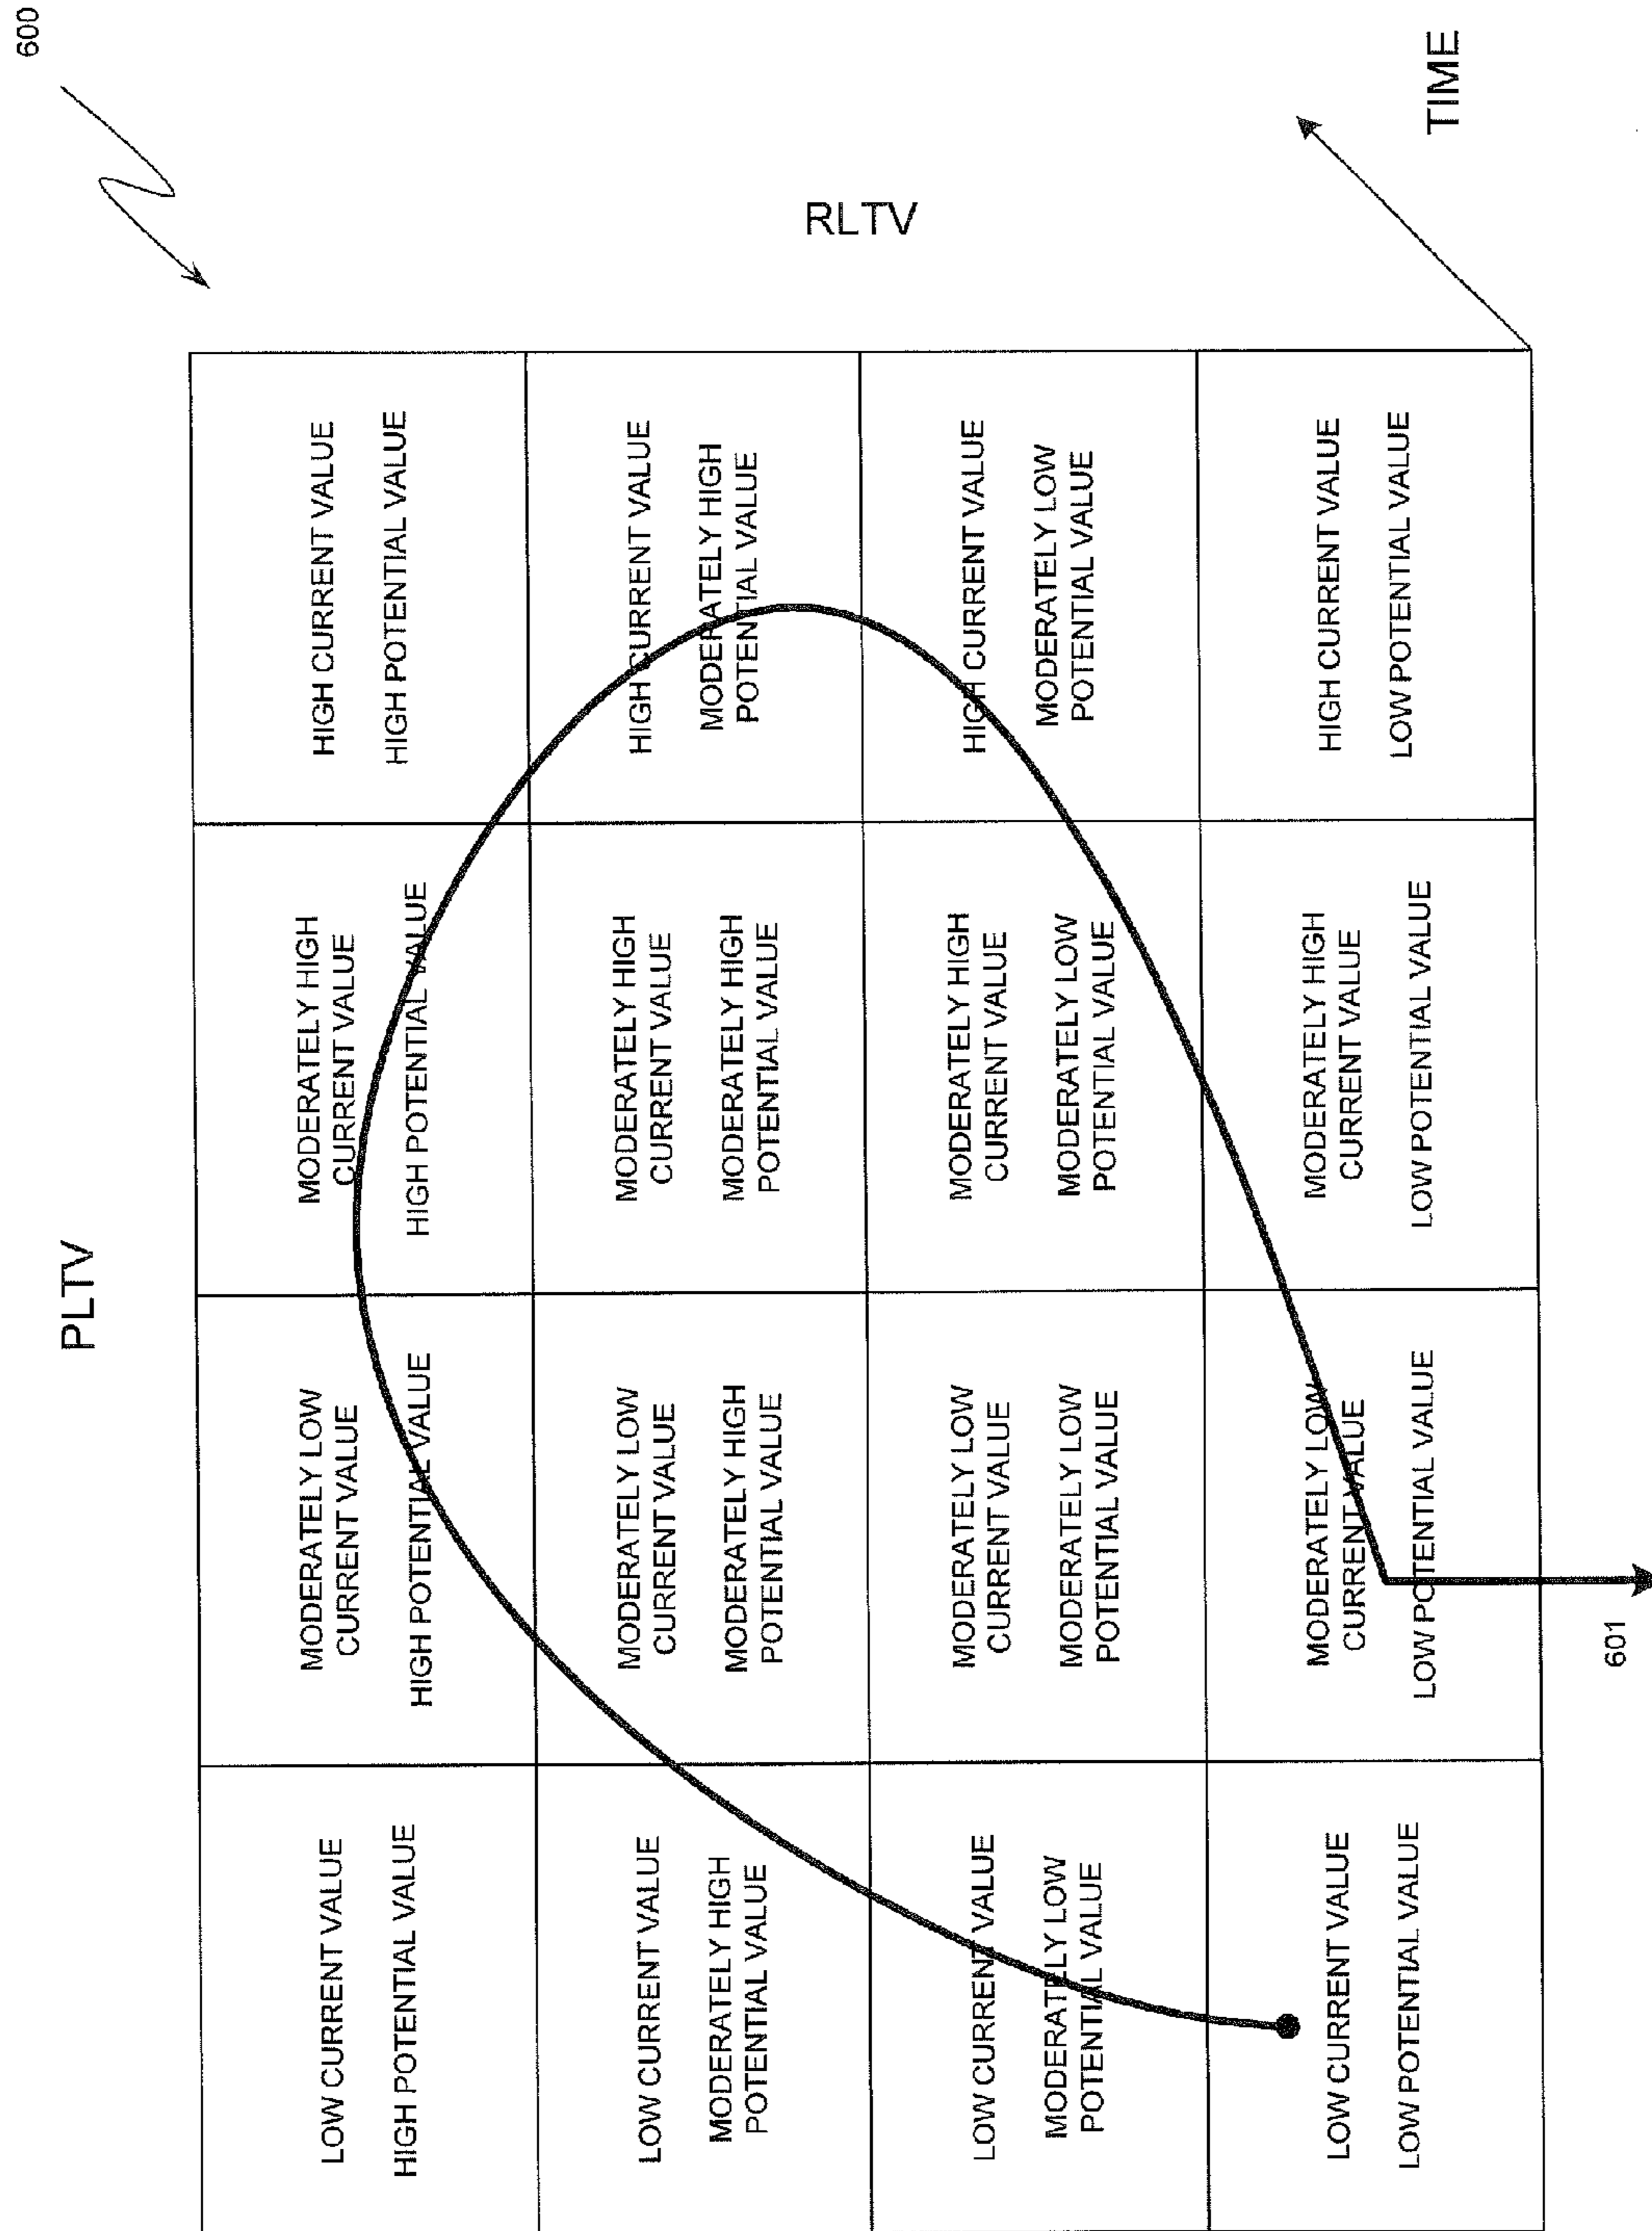 600
PLTV
LOW CURRENT VALUE
HIGH POTENTIAL VALUE
MODERATELY LOW
CURRENT VALUE
HIGH POTENTIAL VALUE
MODERATELY HIGH
CURRENT VALUE
HIGH POTENTIAL VALUE
HIGH CURRENT VALUE
HIGH POTENTIAL VALUE
LOW CURRENT VALUE
MODERATELY HIGH
POTENTIAL VALUE
MODERATELY LOW
CURRENT VALUE
MODERATELY HIGH
POTENTIAL VALUE
MODERATELY HIGH
CURRENT VALUE
MODERATELY HIGH
POTENTIAL VALUE
HIGH CURRENT VALUE
MODERATELY HIGH
POTENTIAL VALUE
RLTV
LOW CURRENT VALUE
MODERATELY LOW
POTENTIAL VALUE
MODERATELY LOW
CURRENT VALUE
MODERATELY LOW
POTENTIAL VALUE
MODERATELY HIGH
CURRENT VALUE
MODERATELY LOW
POTENTIAL VALUE
HIGH CURRENT VALUE
MODERATELY LOW
POTENTIAL VALUE
LOW CURRENT VALUE
LOW POTENTIAL VALUE
MODERATELY LOW
CURRENT VALUE
LOW POTENTIAL VALUE
MODERATELY HIGH
CURRENT VALUE
LOW POTENTIAL VALUE
HIGH CURRENT VALUE
LOW POTENTIAL VALUE
TIME
601